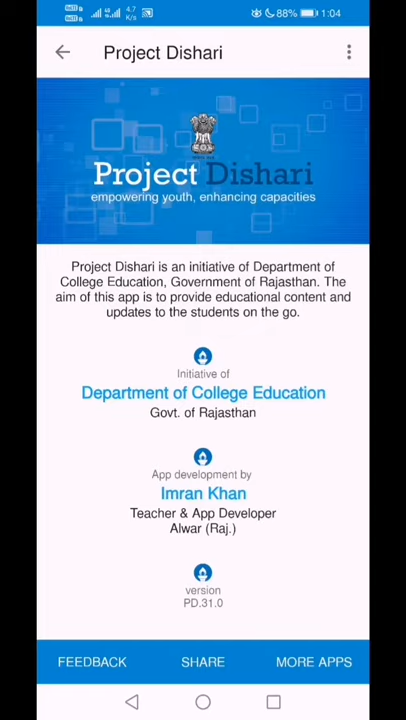 4.7
K/s
88%
1:04
Project Dishari
Project Dishari
empowering youth, enhancing capacities
Project Dishari is an initiative of Department of
College Education, Government of Rajasthan. The
aim of this app is to provide educational content and
updates to the students on the go.
Initiative of
Department of College Education
Govt. of Rajasthan
App development by
Imran Khan
Teacher & App Developer
Alwar (Raj.)
version
PD.31.0
FEEDBACK
SHARE
MORE APPS